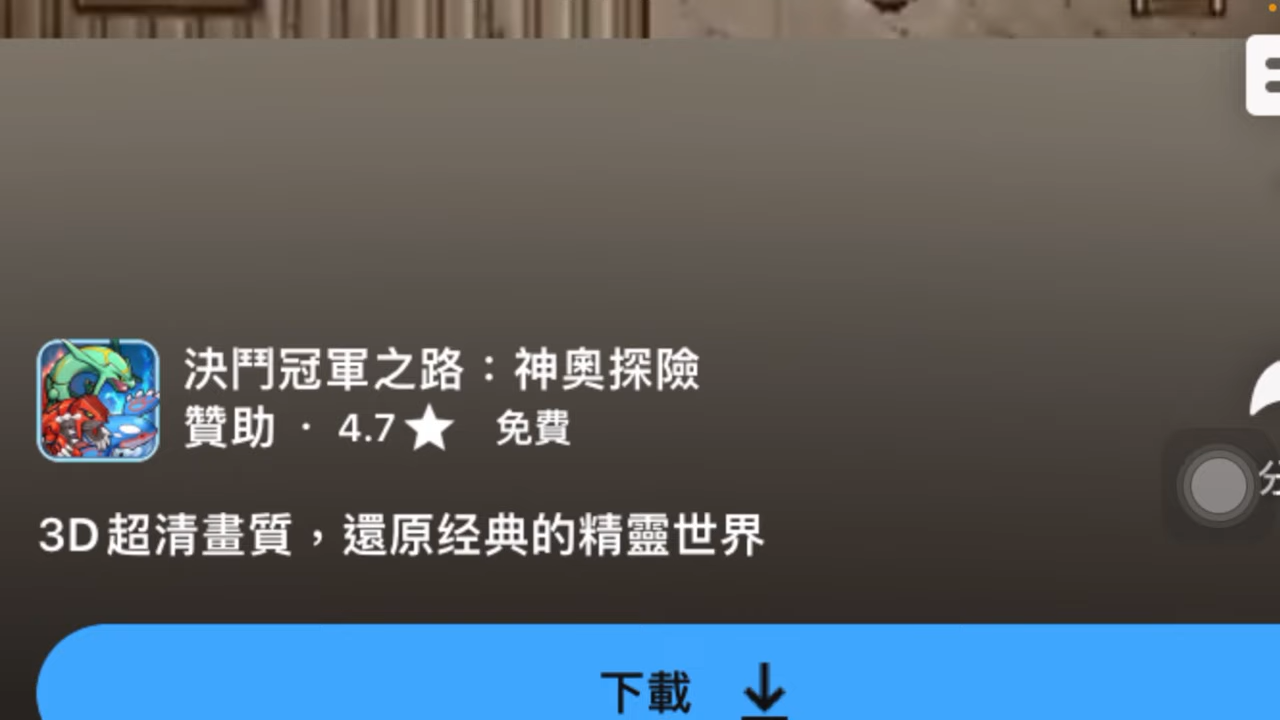 決鬥冠軍之路：神奧探險
贊助 · 4.7★ 免費
3D超清畫質，還原经典的精靈世界
下載
分